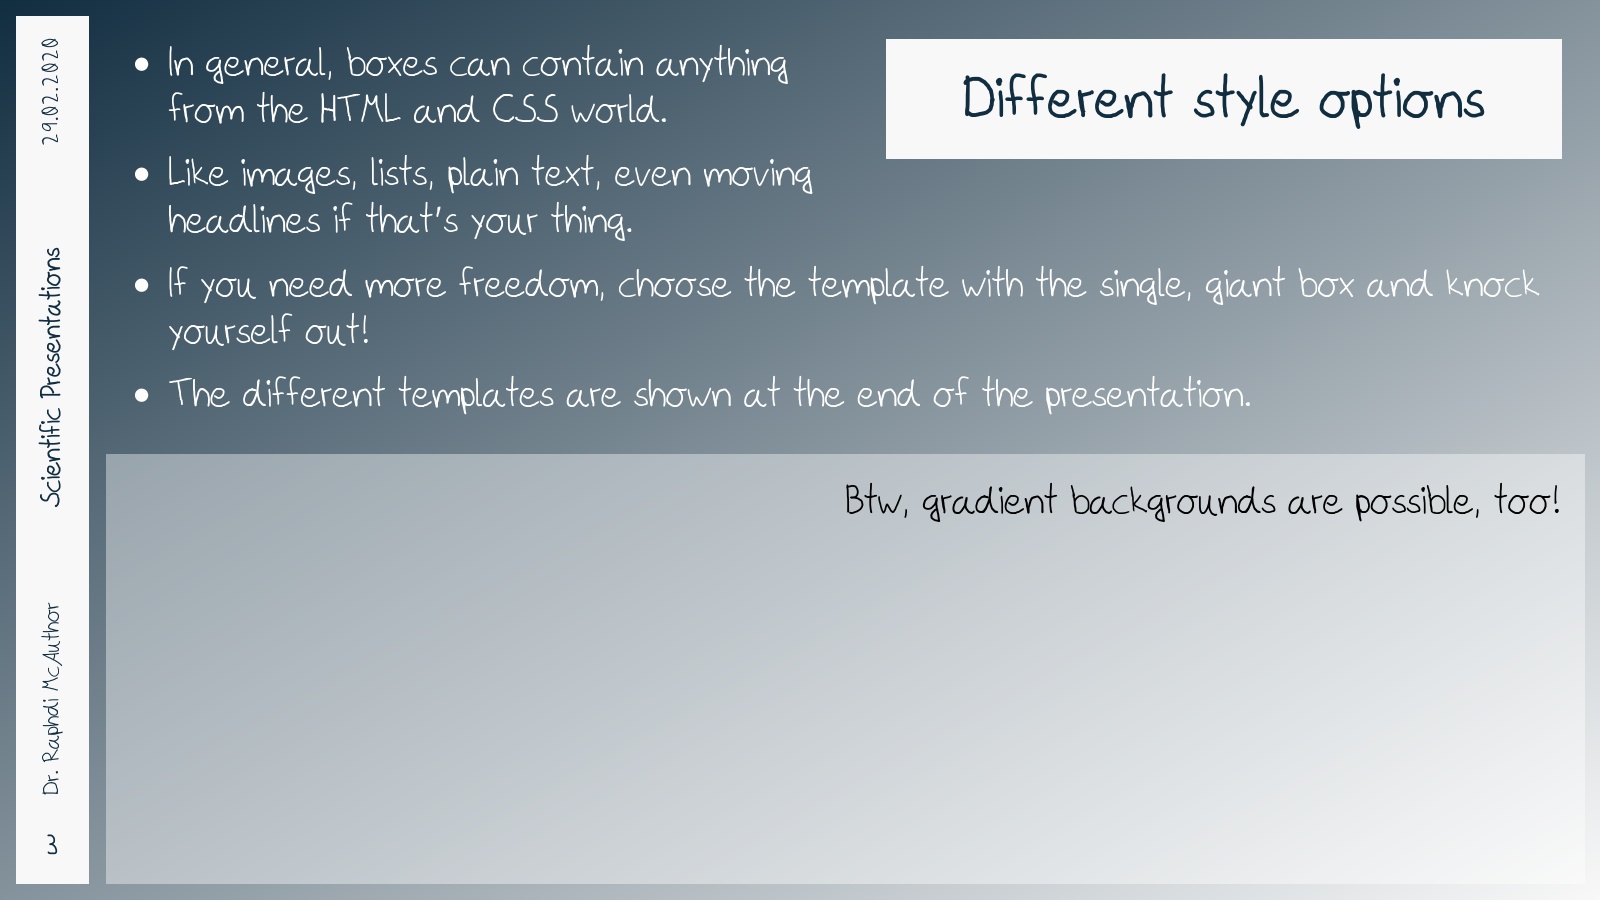 Different style options
In general, boxes can contain anything
from the HTML and CSS world.
Like images, lists, plain text, even moving
headlines if that's your thing.
If you need more freedom, choose the template with the single, giant box and knock
yourself out!
The different templates are shown at the end of the presentation.
Btw, gradient backgrounds are possible, too!
3
Dr. Raphdi McAuthor
Scientific Presentations
29.02.2020